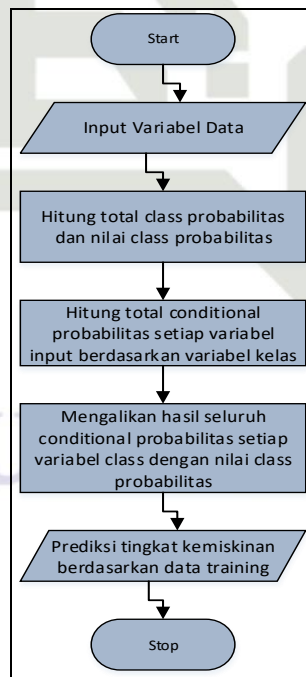 Start
Input Variabel Data
Hitung total class probabilitas
dan nilai class probabilitas
Hitung total conditional
probabilitas setiap variabel
input berdasarkan variabel kelas
Mengalikan hasil seluruh
conditional probabilitas setiap
variabel class dengan nilai class
probabilitas
Prediksi tingkat kemiskinan
berdasarkan data training
Stop